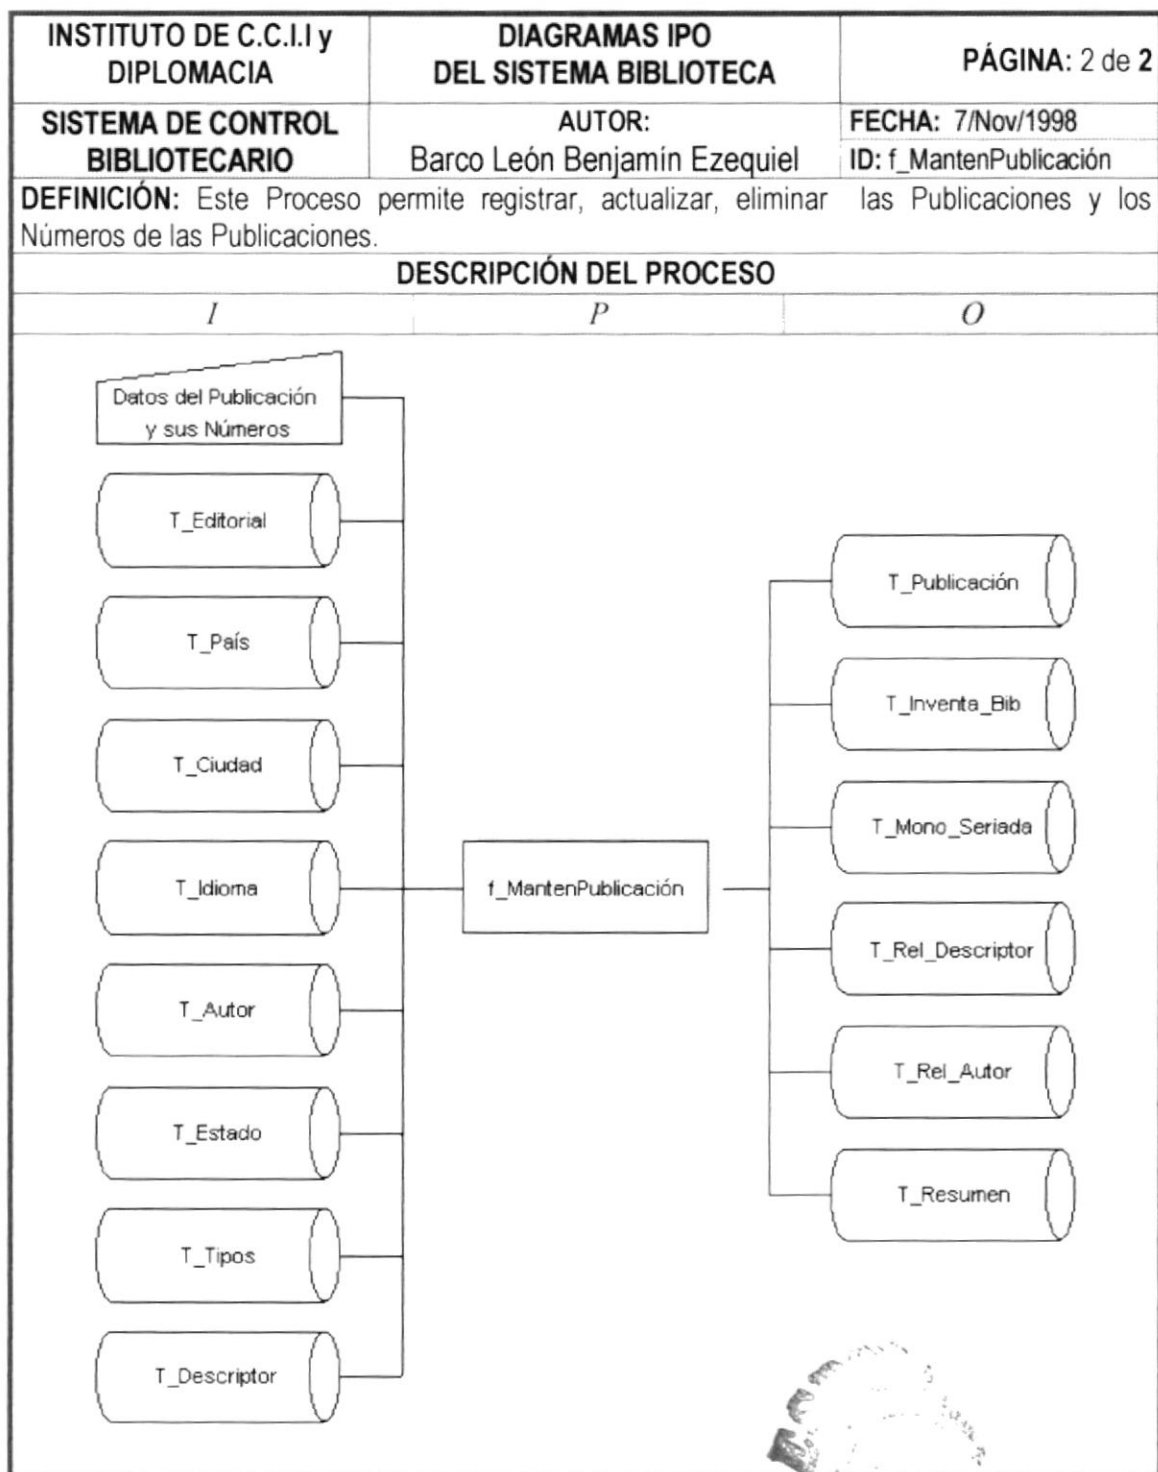 INSTITUTO DE C.C.I.I y
DIPLOMACIA
DIAGRAMAS IPO
DEL SISTEMA BIBLIOTECA
PÁGINA: 2 de 2
SISTEMA DE CONTROL
BIBLIOTECARIO
AUTOR:
Barco León Benjamín Ezequiel
FECHA: 7/Nov/1998
ID: f_MantenPublicación
DEFINICIÓN: Este Proceso permite registrar, actualizar, eliminar las Publicaciones y los
Números de las Publicaciones.
DESCRIPCIÓN DEL PROCESO
I
P
O
Datos del Publicación
y sus Números
T_Editorial
T_País
T_Ciudad
T_Idioma
T_Autor
T_Estado
T_Tipos
T_Descriptor
f_MantenPublicación
T_Publicación
T_Inventa_Bib
T_Mono_Seriada
T_Rel_Descriptor
T_Rel_Autor
T_Resumen